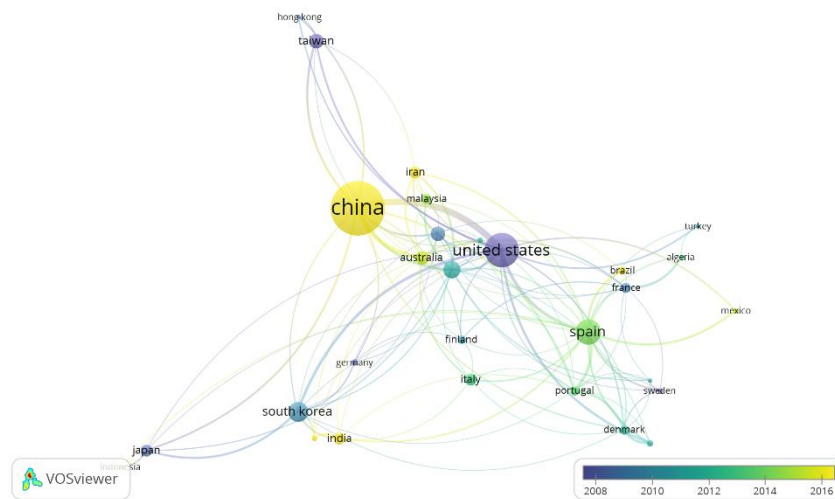 hong kong
taiwan
iran
china
malaysia
turkey
united states
australia
algeria
brazil
france
mexico
spain
finland
germany
italy
portugal
sweden
south korea
denmark
india
japan
indonesia
VOSviewer
2008 2010 2012 2014 2016